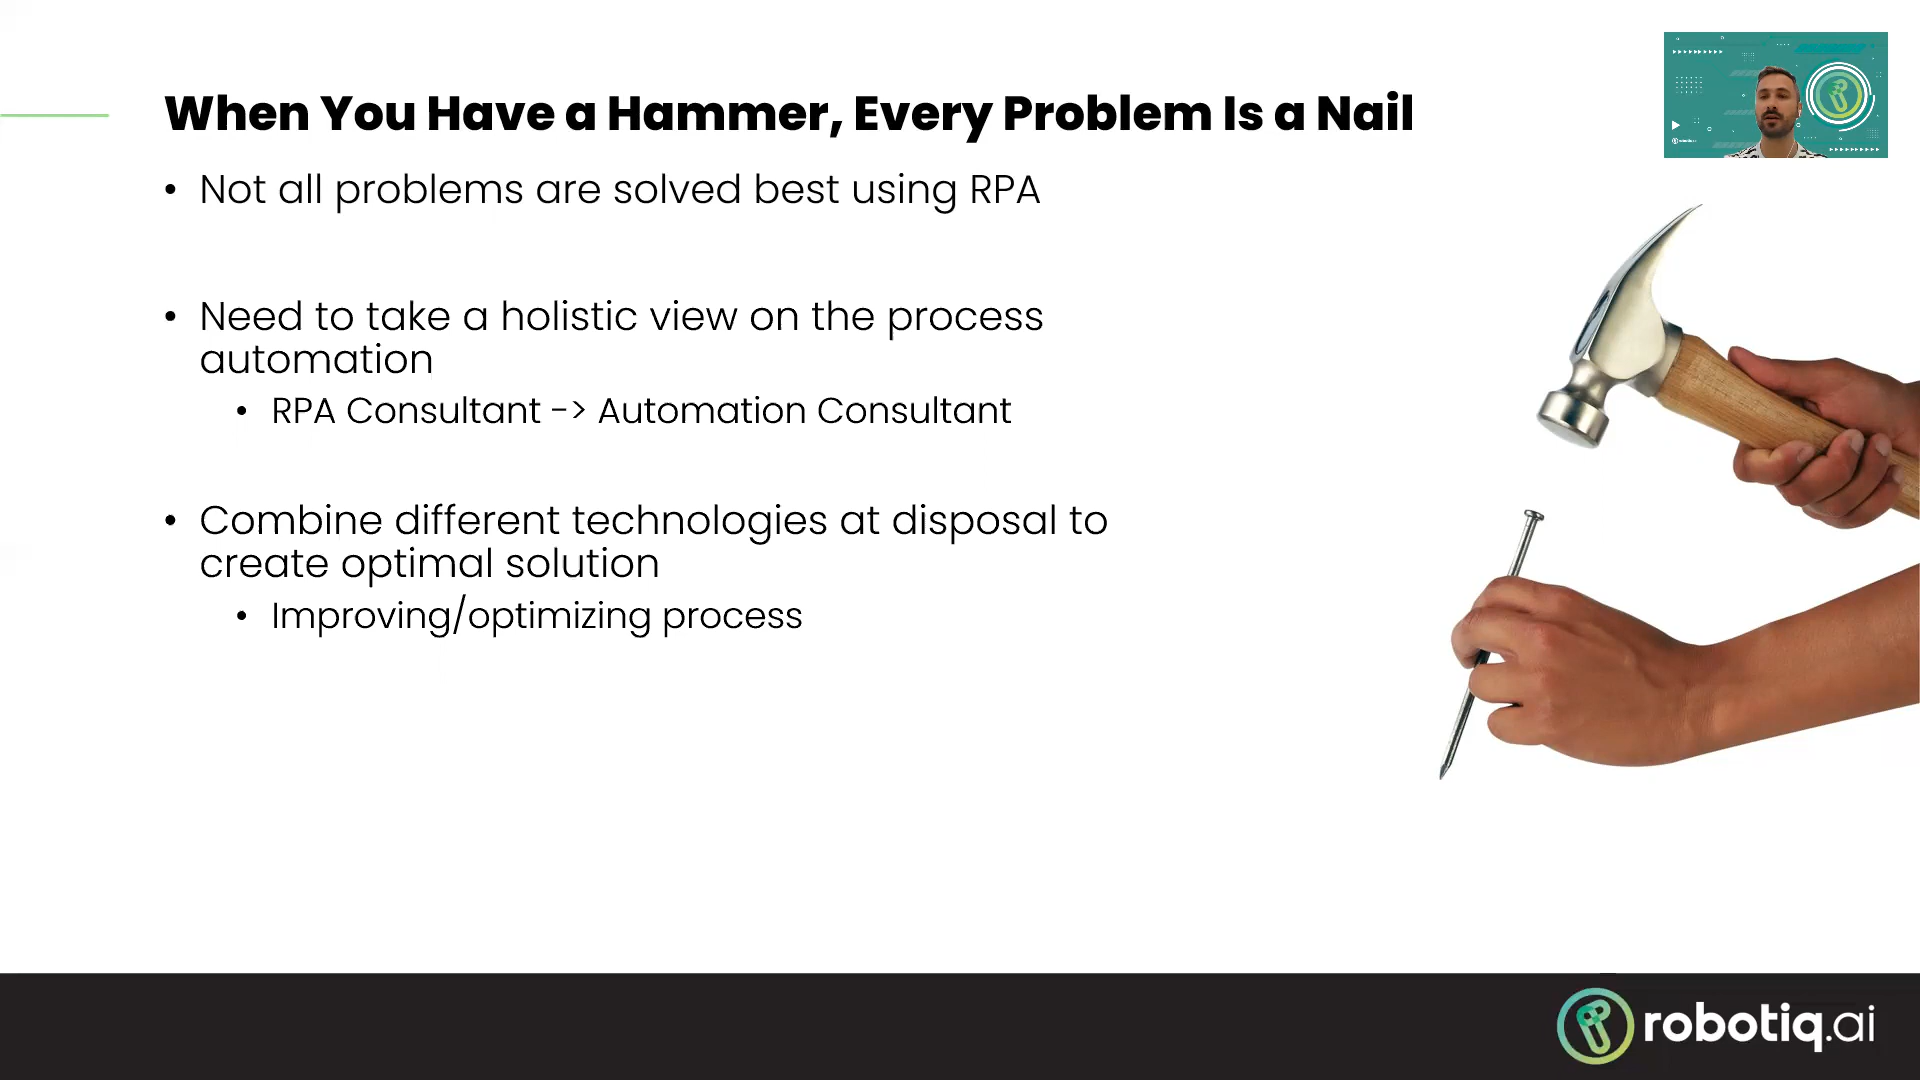 When You Have a Hammer, Every Problem Is a Nail
• Not all problems are solved best using RPA
• Need to take a holistic view on the process
automation
• RPA Consultant -> Automation Consultant
• Combine different technologies at disposal to
create optimal solution
• Improving/optimizing process
robotiq.ai